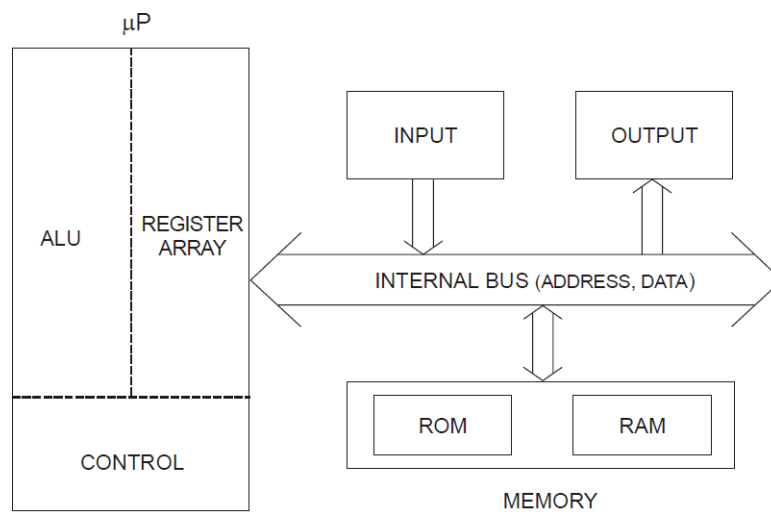 μP
ALU
REGISTER
ARRAY
CONTROL
INPUT
OUTPUT
INTERNAL BUS (ADDRESS, DATA)
ROM
RAM
MEMORY